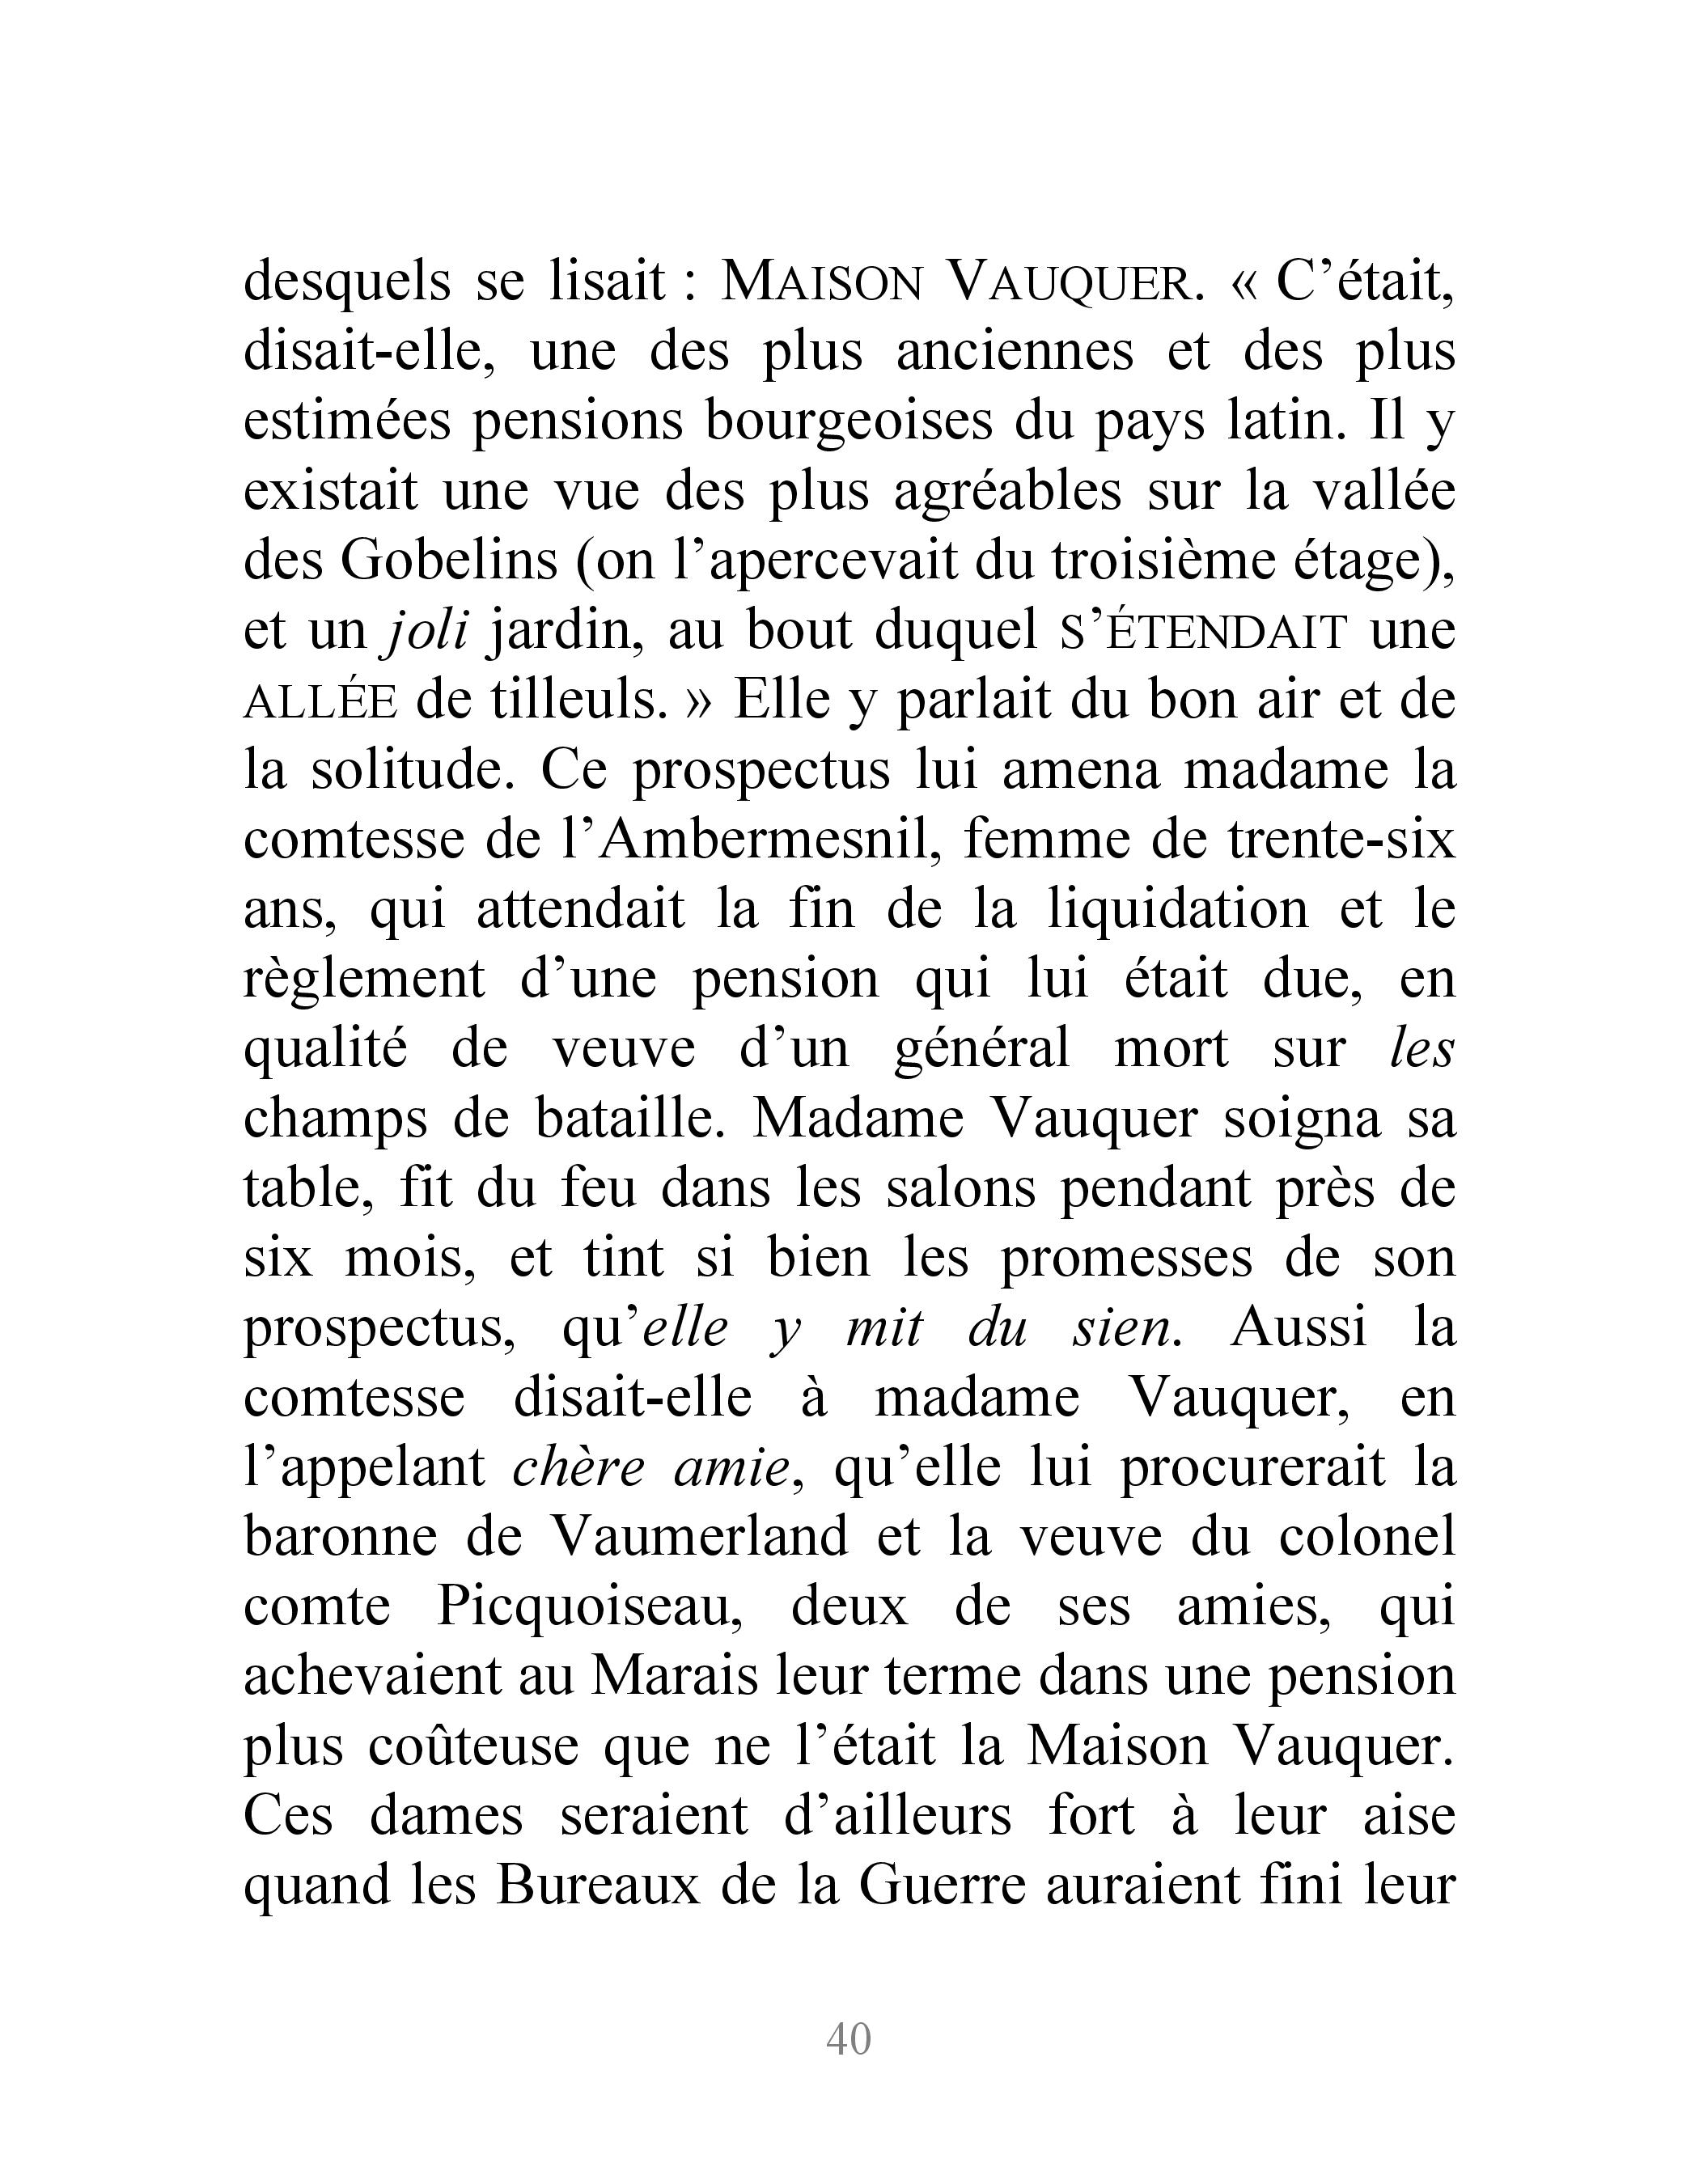 desquels se lisait : MAISON VAUQUER. « C’était,
disait-elle, une des plus anciennes et des plus
estimées pensions bourgeoises du pays latin. Il y
existait une vue des plus agréables sur la vallée
des Gobelins (on l’apercevait du troisième étage),
et un joli jardin, au bout duquel S’ÉTENDAIT une
ALLÉE de tilleuls. » Elle y parlait du bon air et de
la solitude. Ce prospectus lui amena madame la
comtesse de l’Ambermesnil, femme de trente-six
ans, qui attendait la fin de la liquidation et le
règlement d’une pension qui lui était due, en
qualité de veuve d’un général mort sur les
champs de bataille. Madame Vauquer soigna sa
table, fit du feu dans les salons pendant près de
six mois, et tint si bien les promesses de son
prospectus, qu’elle y mit du sien. Aussi la
comtesse disait-elle à madame Vauquer, en
l’appelant chère amie, qu’elle lui procurerait la
baronne de Vaumerland et la veuve du colonel
comte Picquoiseau, deux de ses amies, qui
achevaient au Marais leur terme dans une pension
plus coûteuse que ne l’était la Maison Vauquer.
Ces dames seraient d’ailleurs fort à leur aise
quand les Bureaux de la Guerre auraient fini leur
40